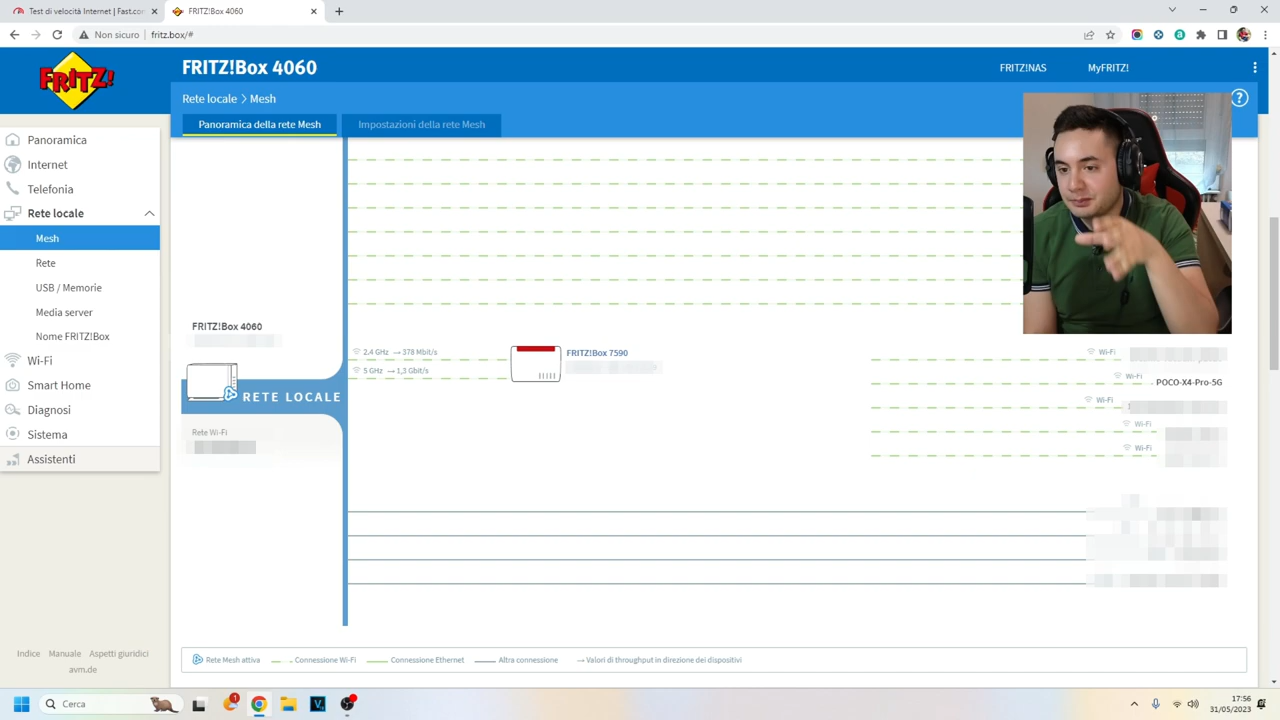 Test di velocità Internet | Fast.com
FRITZ!Box 4060
Non sicuro
fritz.box/#
FRITZ!
FRITZ!Box 4060
FRITZ!NAS
MyFRITZ!
Rete locale > Mesh
Panoramica della rete Mesh
Impostazioni della rete Mesh
Panoramica
Internet
Telefonia
Rete locale
Mesh
Rete
USB / Memorie
Media server
Nome FRITZ!Box
Wi-Fi
Smart Home
Diagnosi
Sistema
Assistenti
FRITZ!Box 4060
RETE LOCALE
Rete Wi-Fi
2.4 GHz → 378 Mbit/s
5 GHz → 1,3 Gbit/s
FRITZ!Box 7590
Wi-Fi
Wi-Fi
POCO-X4-Pro-5G
Wi-Fi
Wi-Fi
Wi-Fi
Rete Mesh attiva
Connessione Wi-Fi
Connessione Ethernet
Altra connessione
→ Valori di throughput in direzione dei dispositivi
Indice
Manuale
Aspetti giuridici
avm.de
Cerca
1
V
17:56
31/05/2023